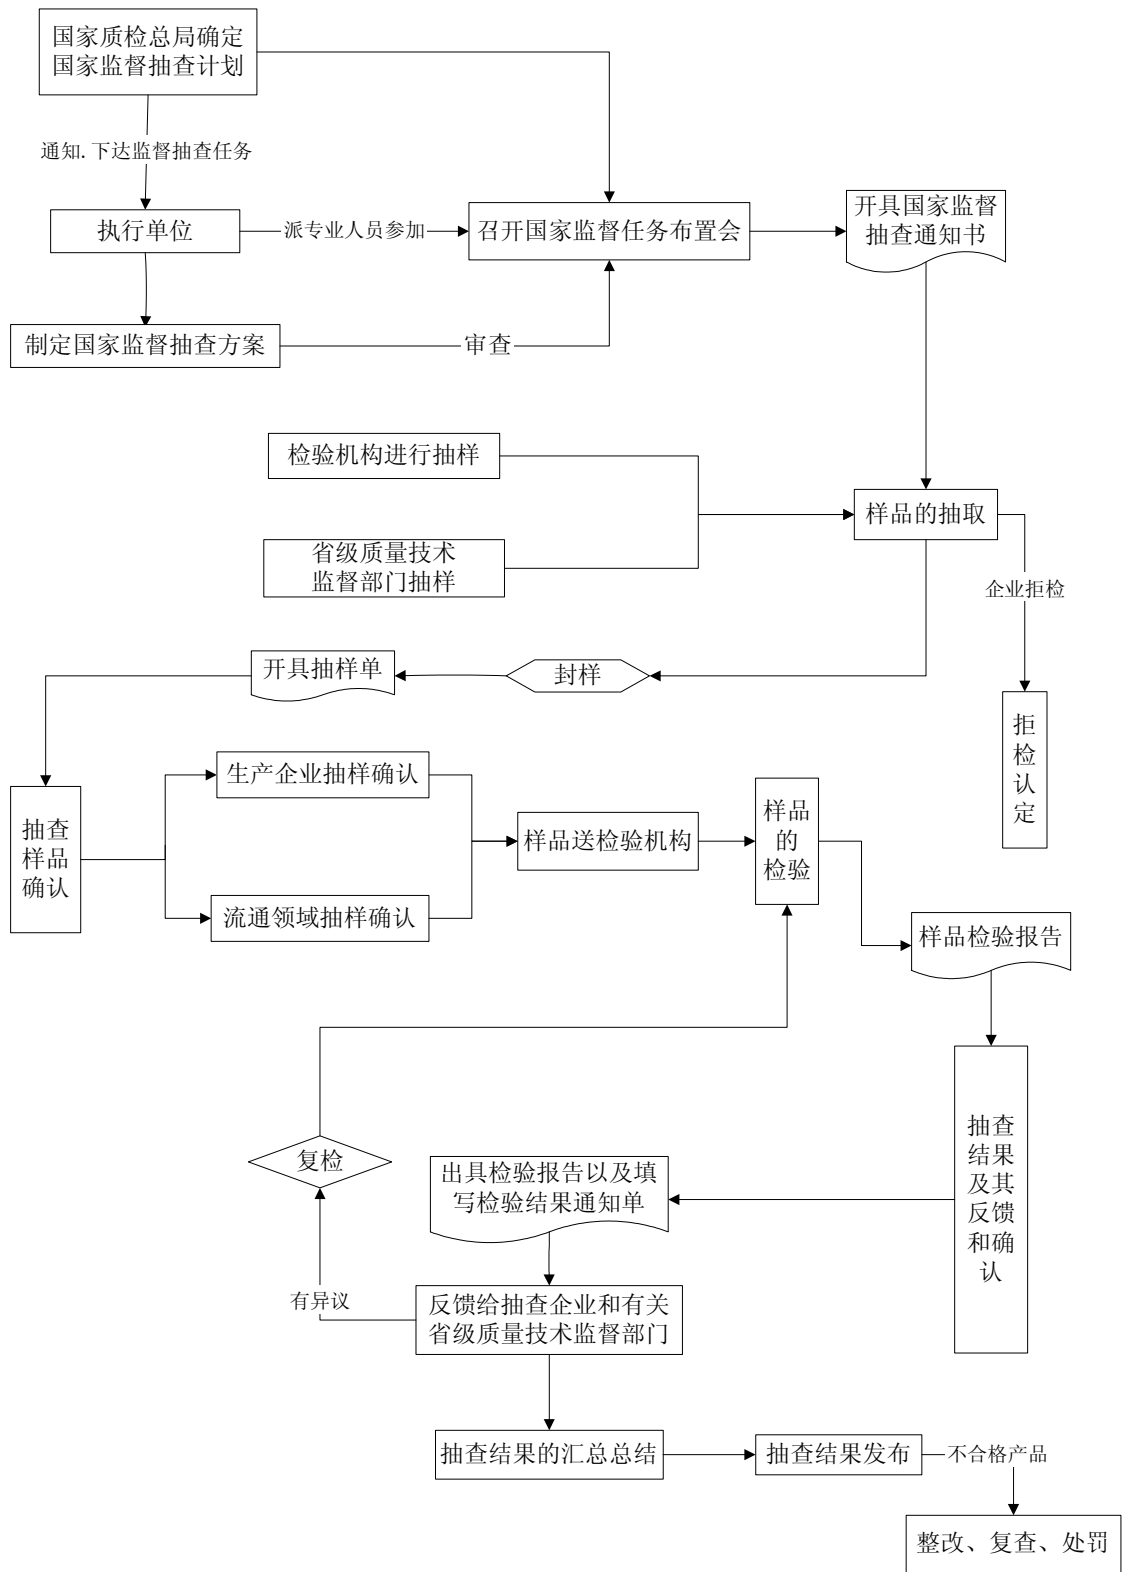 国家质检总局确定
国家监督抽查计划
通知.下达监督抽查任务
执行单位
派专业人员参加
召开国家监督任务布置会
开具国家监督
抽查通知书
制定国家监督抽查方案
审查
检验机构进行抽样
样品的抽取
省级质量技术
监督部门抽样
企业拒检
开具抽样单
封样
拒
检
认
定
生产企业抽样确认
抽查
样品
确认
样品送检验机构
样品
的
检验
流通领域抽样确认
样品检验报告
抽查
结果
及其
反馈
和确
认
复检
出具检验报告以及填
写检验结果通知单
有异议
反馈给抽查企业和有关
省级质量技术监督部门
抽查结果的汇总总结
抽查结果发布
不合格产品
整改、复查、处罚